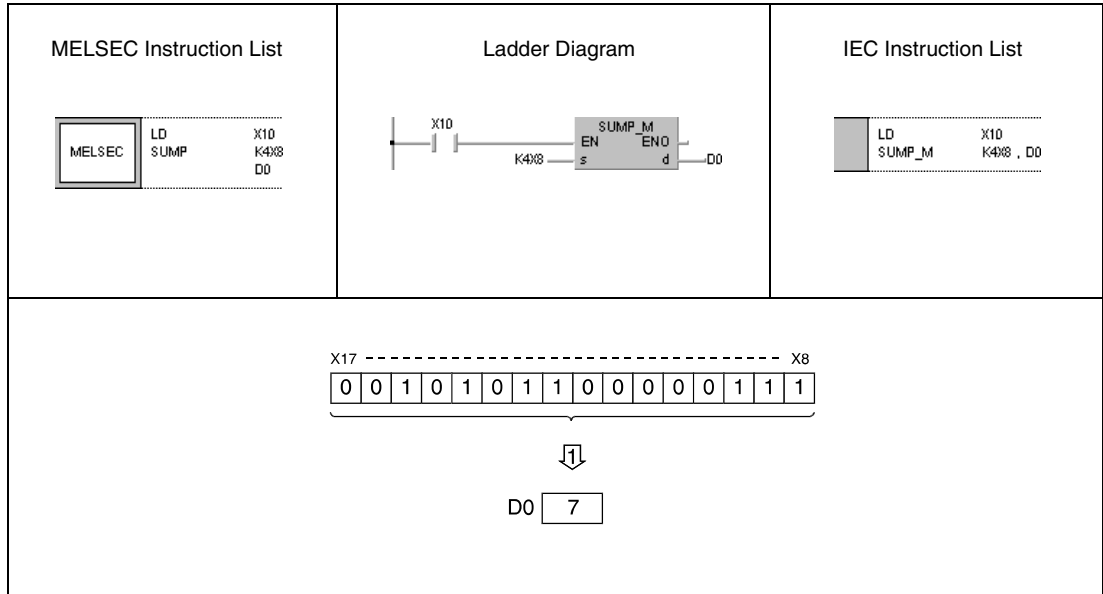 MELSEC Instruction List
MELSEC
LD X10
SUMP K4X8
D0
Ladder Diagram
X10
SUMP_M
EN ENO
K4X8 s d D0
IEC Instruction List
LD X10
SUMP_M K4X8 , D0
X17 X8
0 0 1 0 1 0 1 1 0 0 0 0 0 1 1 1
1
D0 7